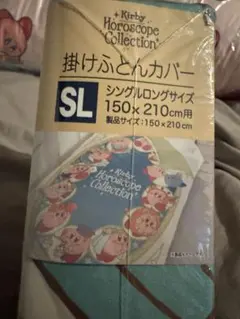 Kirby
Horoscope
Collection
掛けふとんカバー
SL
シングルロングサイズ
150×210cm用
製品サイズ:150×210cm
Kirby
Horoscope
Collection